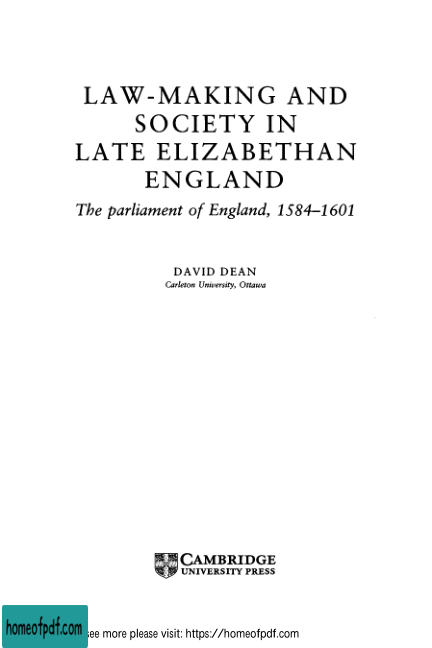 LAW-MAKING AND
SOCIETY IN
LATE ELIZABETHAN
ENGLAND
The parliament of England, 1584–1601
DAVID DEAN
Carleton University, Ottawa
CAMBRIDGE
UNIVERSITY PRESS
homeofpdf.com
see more please visit: https://homeofpdf.com